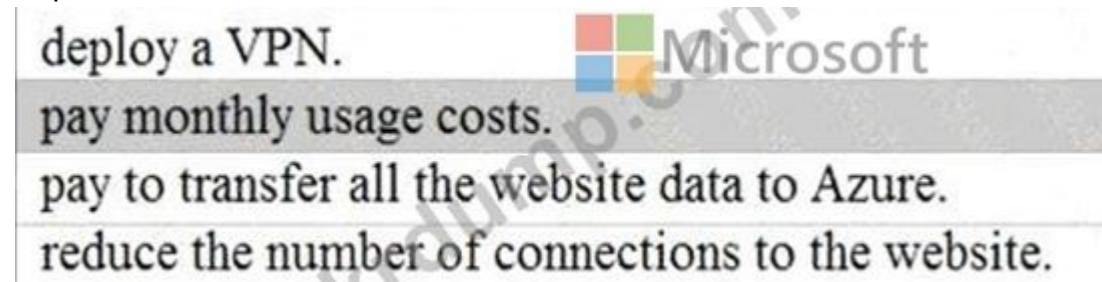 deploy a VPN.
Microsoft
pay monthly usage costs.
pay to transfer all the website data to Azure.
reduce the number of connections to the website.